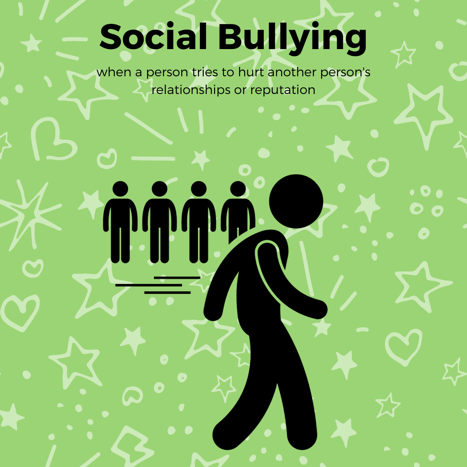 Social Bullying
when a person tries to hurt another person's
relationships or reputation